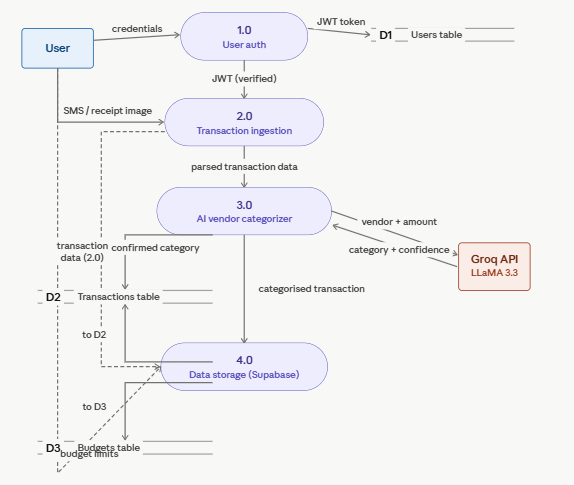 credentials
JWT token
User
1.0
User auth
D1
Users table
JWT (verified)
SMS / receipt image
2.0
Transaction ingestion
parsed transaction data
3.0
AI vendor categorizer
vendor + amount
transaction
data (2.0)
confirmed category
category + confidence
Groq API
LLaMA 3.3
categorised transaction
D2
Transactions table
to D2
4.0
Data storage (Supabase)
to D3
D3
Budgets table
budget limits